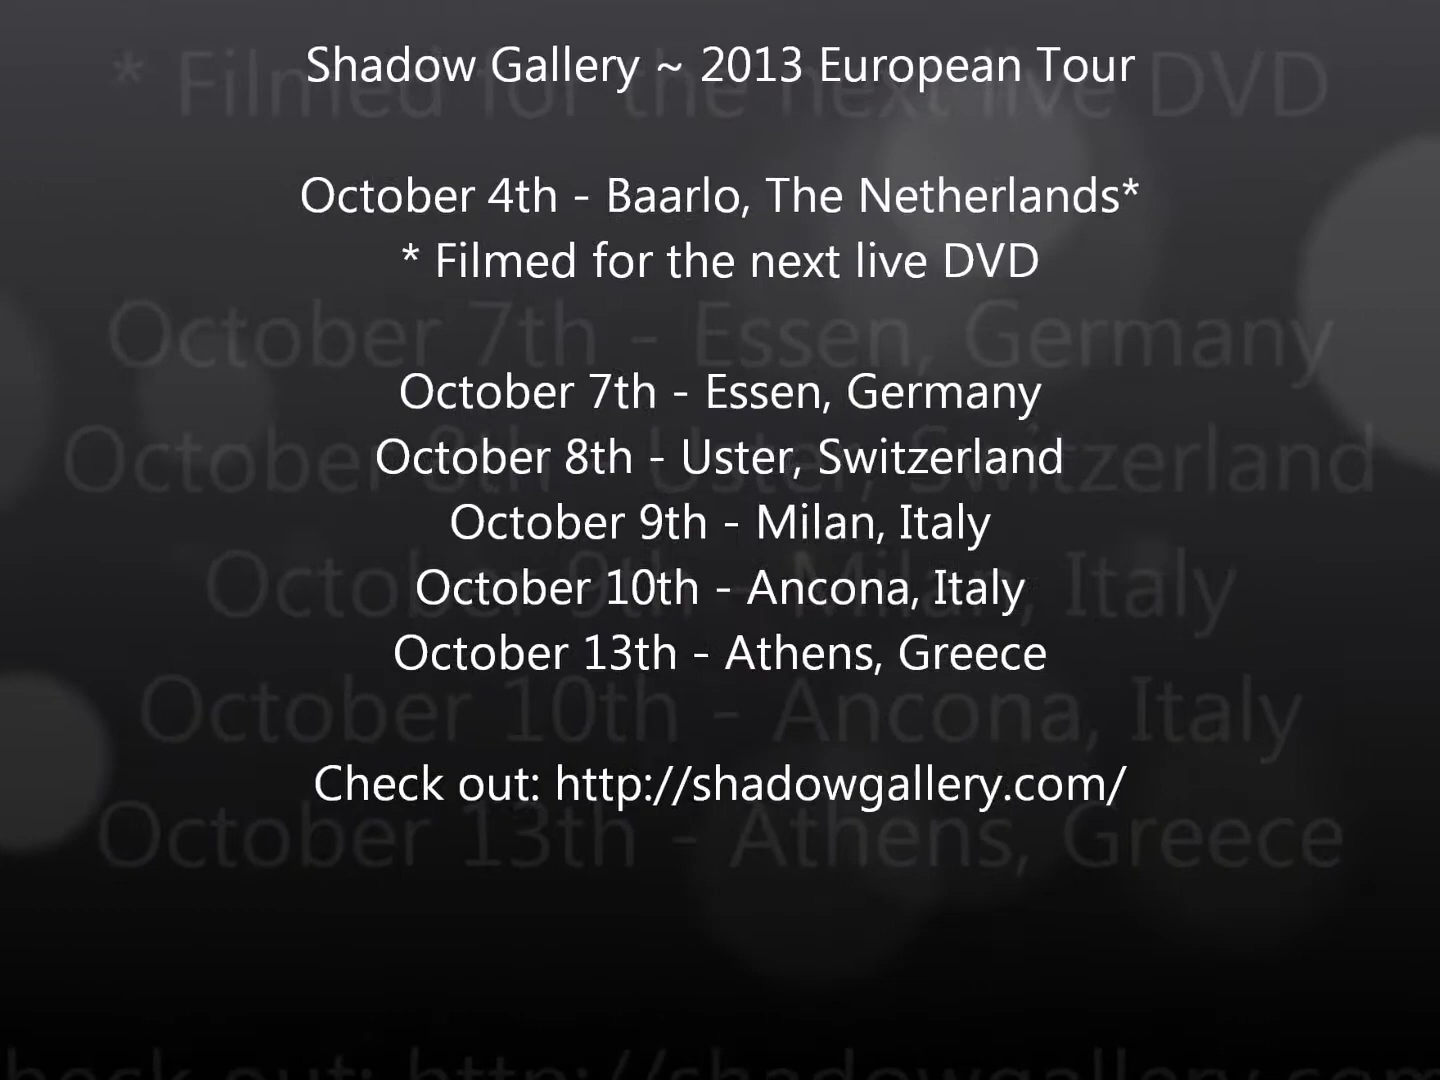 Shadow Gallery ~ 2013 European Tour
October 4th - Baarlo, The Netherlands*
* Filmed for the next live DVD
October 7th - Essen, Germany
October 8th - Uster, Switzerland
October 9th - Milan, Italy
October 10th - Ancona, Italy
October 13th - Athens, Greece
Check out: http://shadowgallery.com/